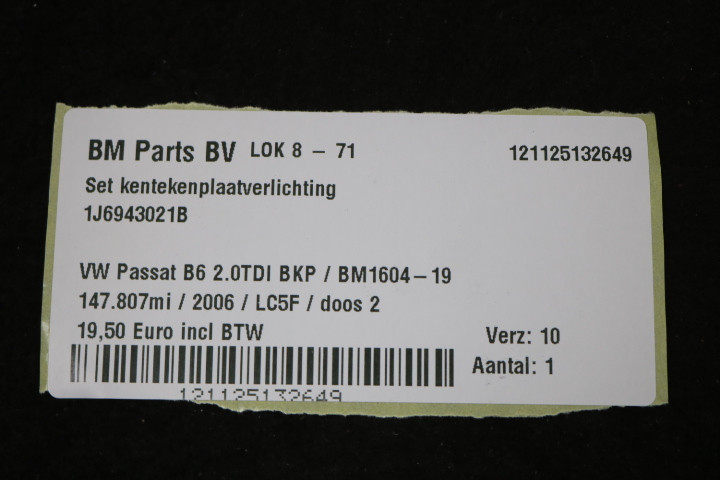 BM Parts BV LOK 8 - 71 121125132649
Set kentekenplaatverlichting
1J6943021B
VW Passat B6 2.0TDI BKP / BM1604-19
147.807mi / 2006 / LC5F / doos 2
19,50 Euro incl BTW Verz: 10
Aantal: 1
121125132649